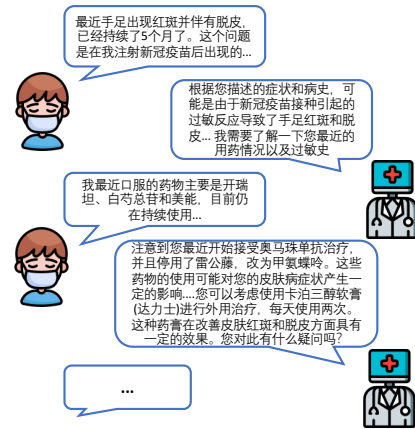 最近手足出现红斑并伴有脱皮,
已经持续了5个月了。这个问题
是在我注射新冠疫苗后出现的...
根据您描述的症状和病史，可
能是由于新冠疫苗接种引起的
过敏反应导致了手足红斑和脱
皮... 我需要了解一下您最近的
用药情况以及过敏史
我最近口服的药物主要是开瑞
坦、白芍总苷和美能，目前仍
在持续使用...
注意到您最近开始接受奥马珠单抗治疗，
并且停用了雷公藤，改为甲氨蝶呤。这些
药物的使用可能对您的皮肤病症状产生一
定的影响....您可以考虑使用卡泊三醇软膏
(达力士)进行外用治疗，每天使用两次。
这种药膏在改善皮肤红斑和脱皮方面具有
一定的效果。您对此有什么疑问吗?
...